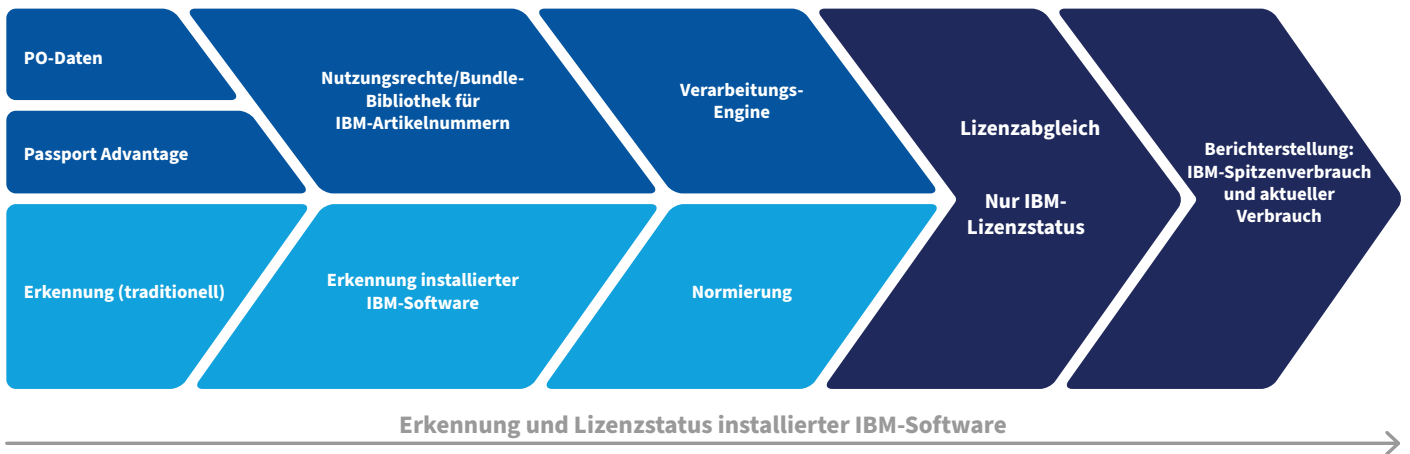 PO-Daten
Passport Advantage
Nutzungsrechte/Bundle-
Bibliothek für
IBM-Artikelnummern
Verarbeitungs-
Engine
Erkennung (traditionell)
Erkennung installierter
IBM-Software
Normierung
Lizenzabgleich
Nur IBM-
Lizenzstatus
Berichterstellung:
IBM-Spitzenverbrauch
und aktueller
Verbrauch
Erkennung und Lizenzstatus installierter IBM-Software